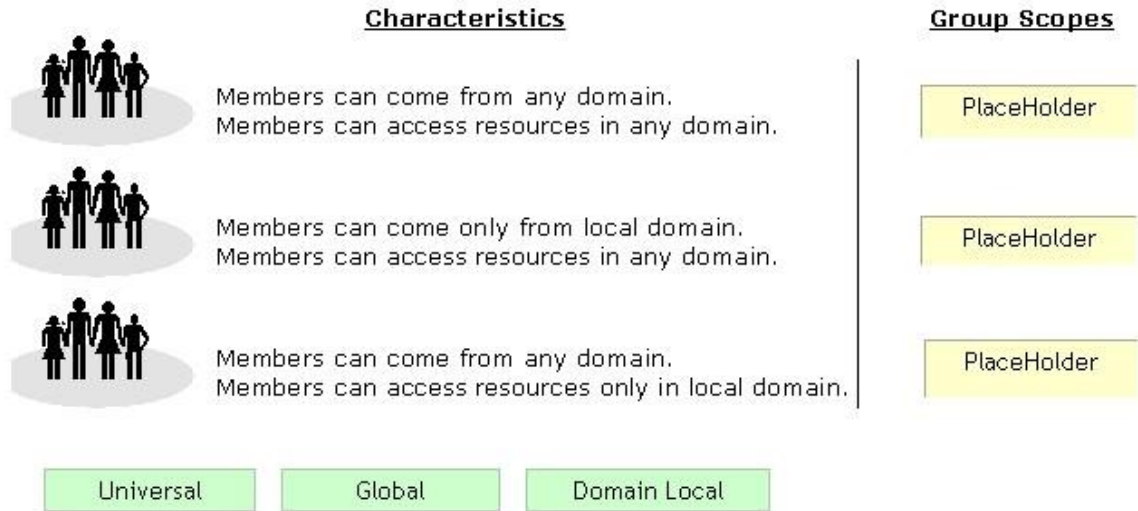 Characteristics
Group Scopes
Members can come from any domain.
Members can access resources in any domain.
PlaceHolder
Members can come only from local domain.
Members can access resources in any domain.
PlaceHolder
Members can come from any domain.
Members can access resources only in local domain.
PlaceHolder
Universal
Global
Domain Local